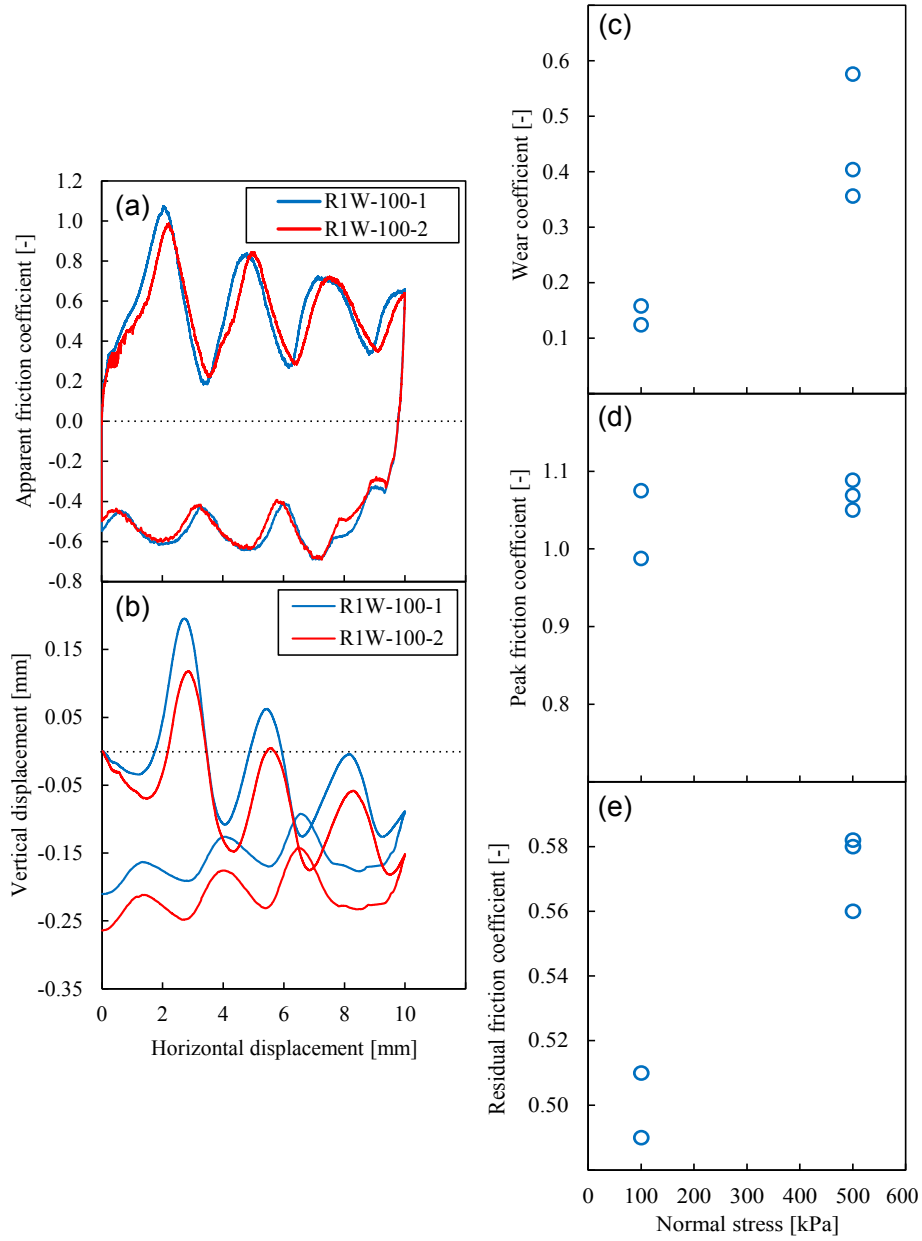 (a)
R1W-100-1
R1W-100-2
Apparent friction coefficient [-]
1.2
1.0
0.8
0.6
0.4
0.2
0.0
-0.2
-0.4
-0.6
-0.8
(b)
R1W-100-1
R1W-100-2
Vertical displacement [mm]
0.15
0.05
-0.05
-0.15
-0.25
-0.35
0 2 4 6 8 10
Horizontal displacement [mm]
(c)
Wear coefficient [-]
0.6
0.5
0.4
0.3
0.2
0.1
(d)
Peak friction coefficient [-]
1.1
1.0
0.9
0.8
(e)
Residual friction coefficient [-]
0.58
0.56
0.54
0.52
0.50
0 100 200 300 400 500 600
Normal stress [kPa]